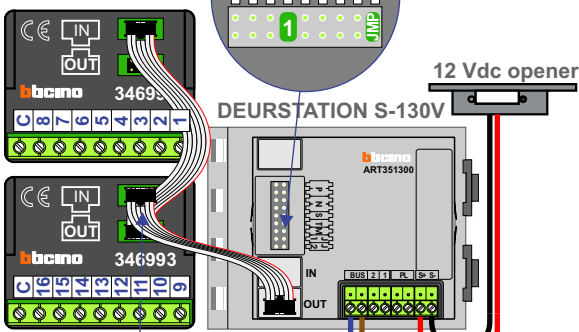 1
JMP
CE IN
OUT
bticino
C 8 7 6 5 4 3 2 1
12 Vdc opener
DEURSTATION S-130V
bticino
ART351300
P N S T M 1 2
IN
OUT
BUS 2 1 PL S+ S-
CE IN
OUT
bticino 346993
C 16 15 14 13 12 11 10 9